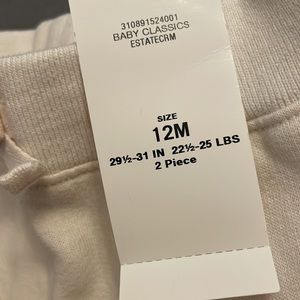 310891524001
BABY CLASSICS
ESTATECRM
SIZE
12M
29½-31 IN 22½-25 LBS
2 Piece